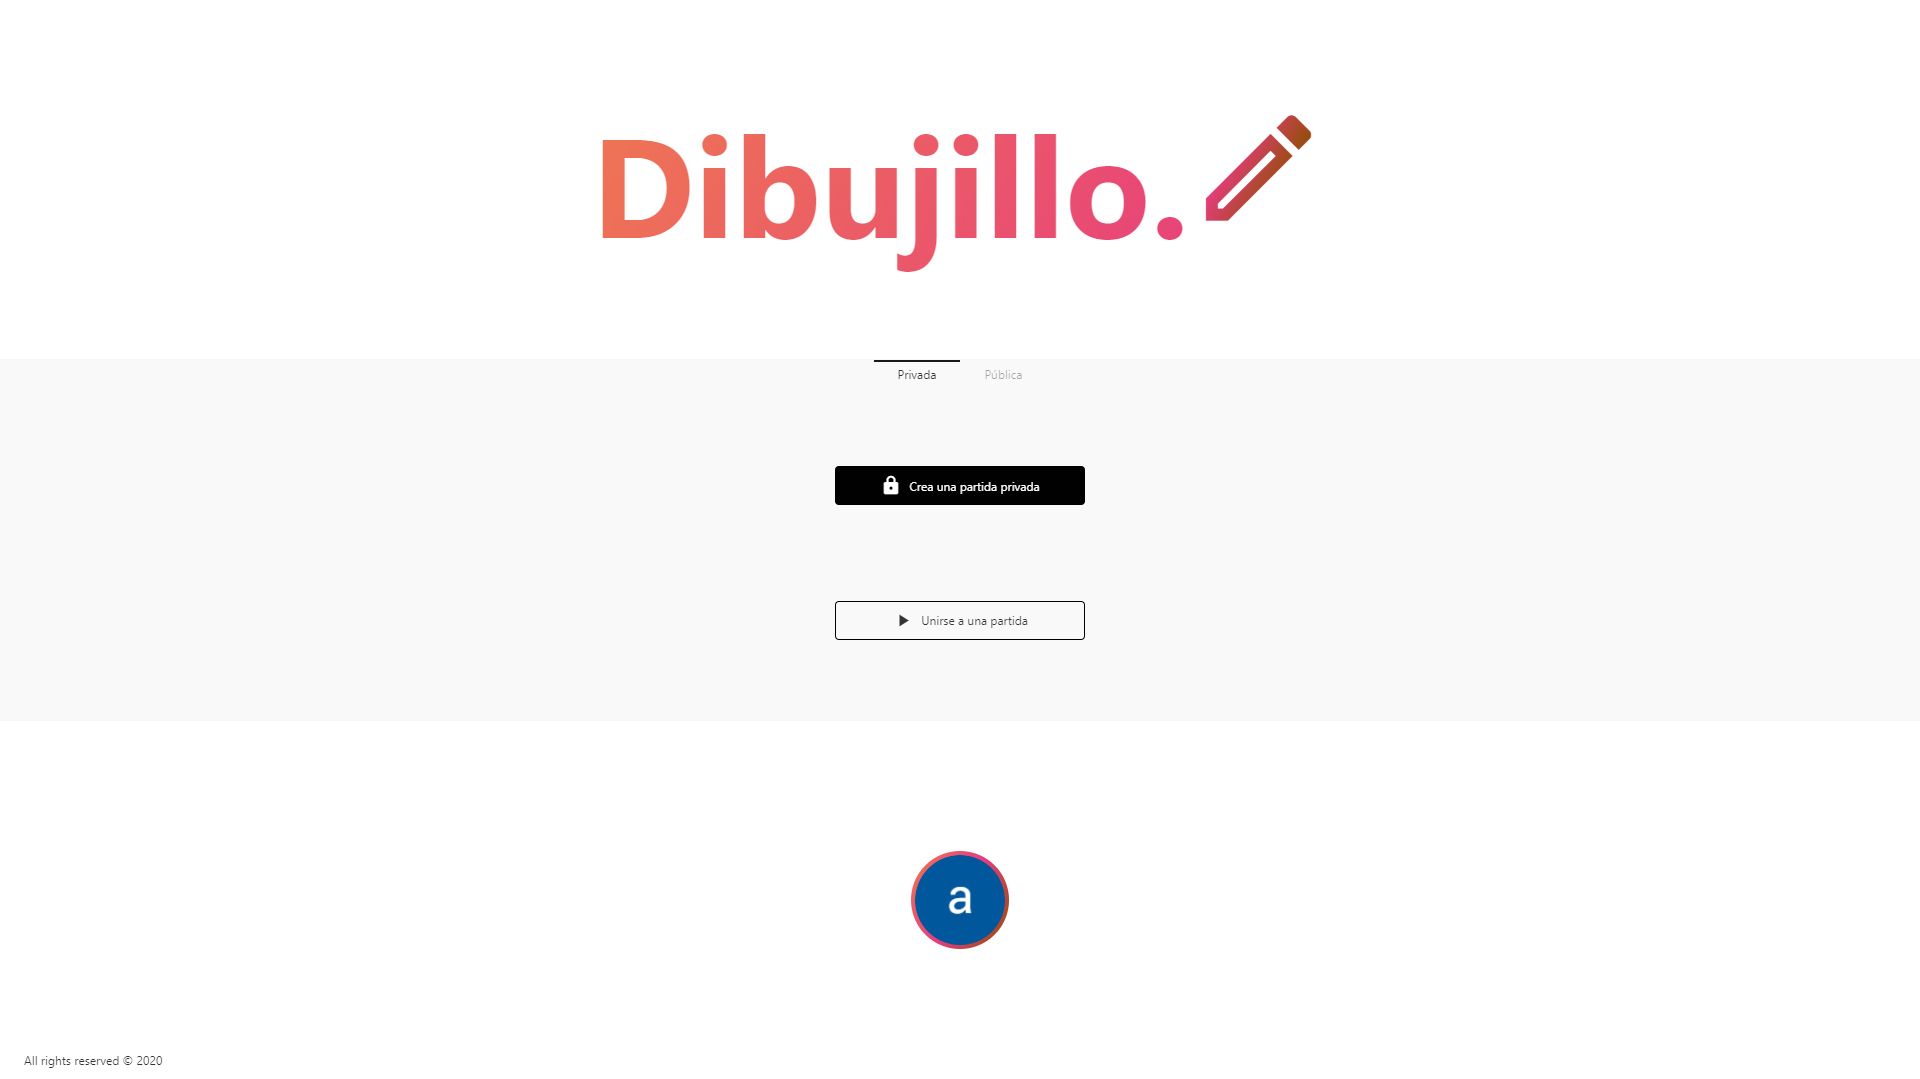 Dibujillo.
Privada Pública
Crea una partida privada
Unirse a una partida
a
All rights reserved © 2020